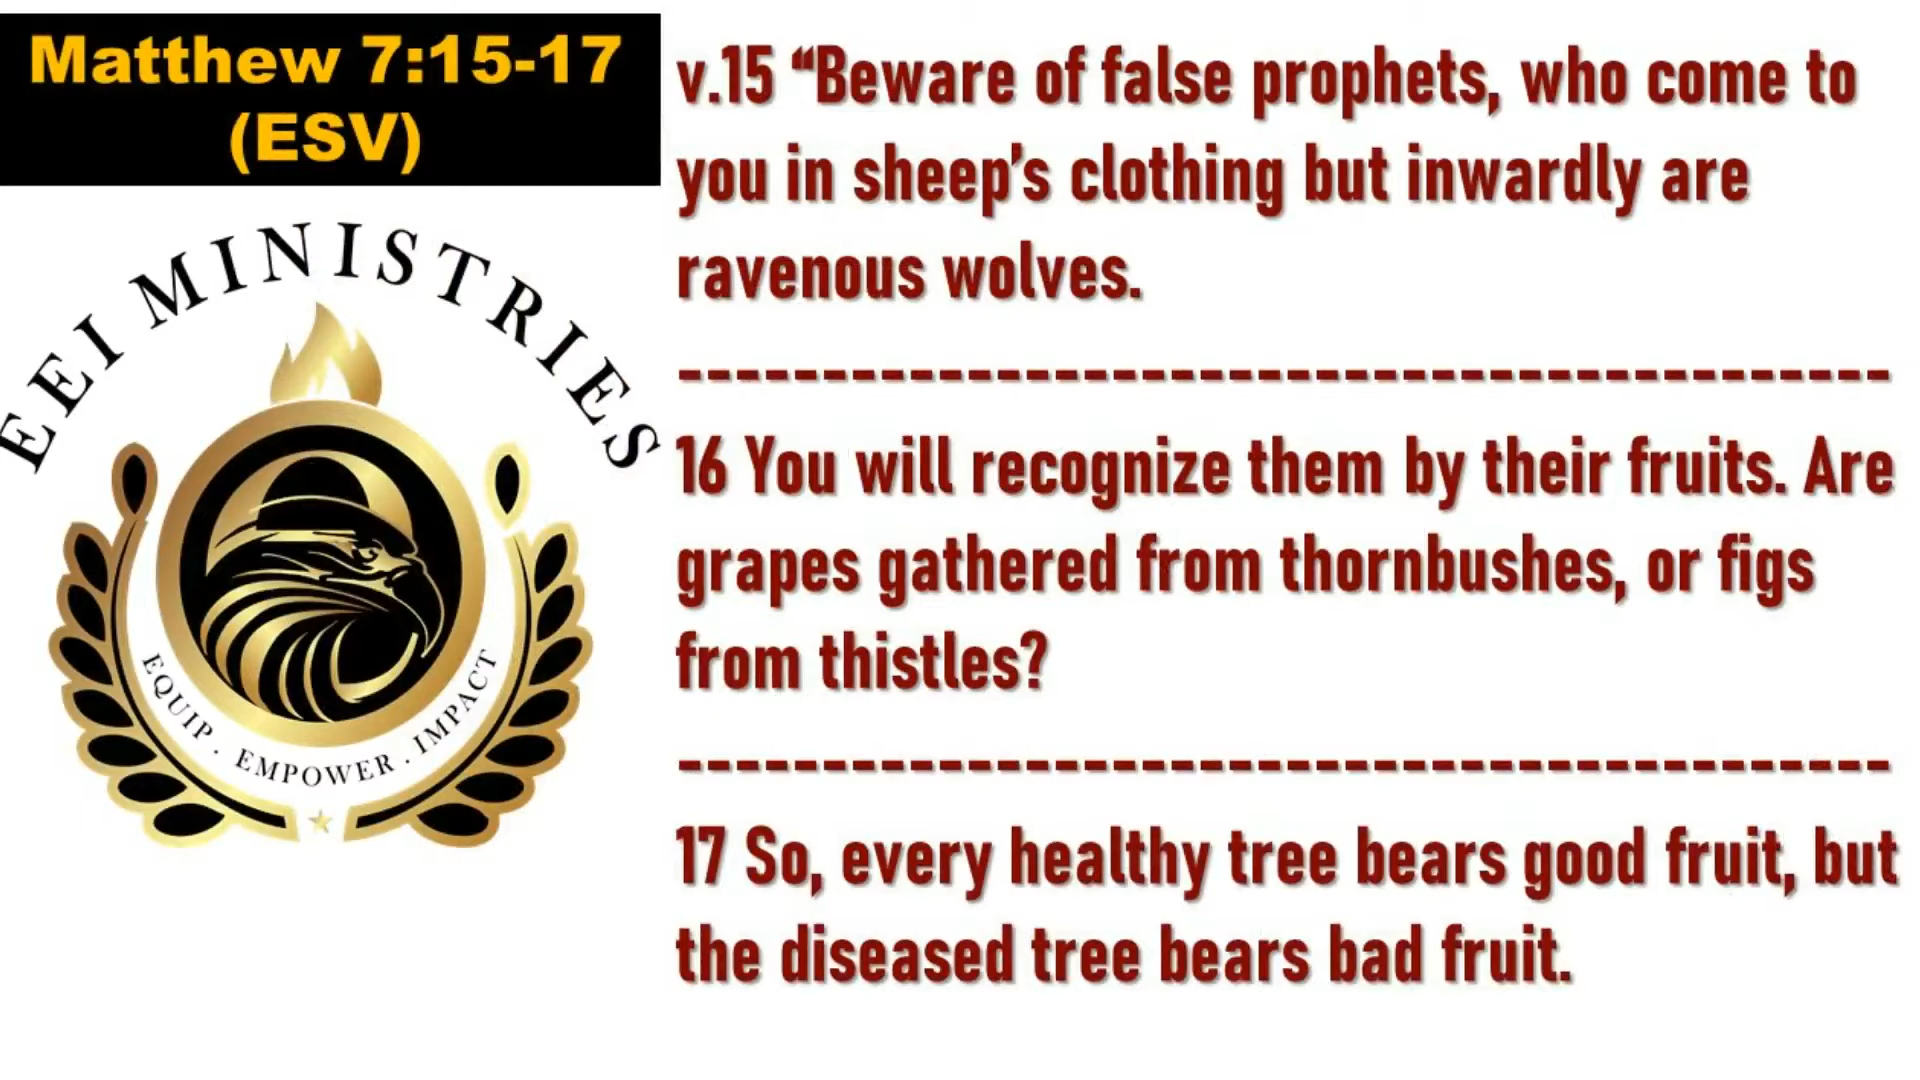 Matthew 7:15-17
(ESV)
EEI MINISTRIES
EQUIP . EMPOWER . IMPACT
v.15 “Beware of false prophets, who come to
you in sheep’s clothing but inwardly are
ravenous wolves.
------------------------------------------
16 You will recognize them by their fruits. Are
grapes gathered from thornbushes, or figs
from thistles?
------------------------------------------
17 So, every healthy tree bears good fruit, but
the diseased tree bears bad fruit.